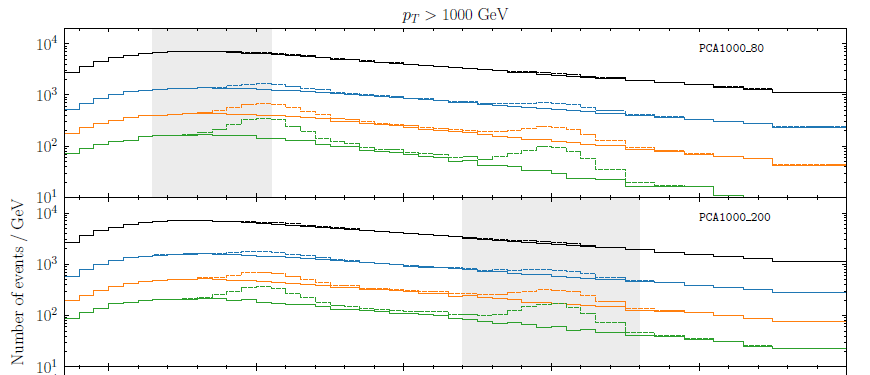 p_T > 1000 GeV
10^4
PCA1000_80
10^3
10^2
10^1
10^4
PCA1000_200
10^3
10^2
10^1
Number of events / GeV